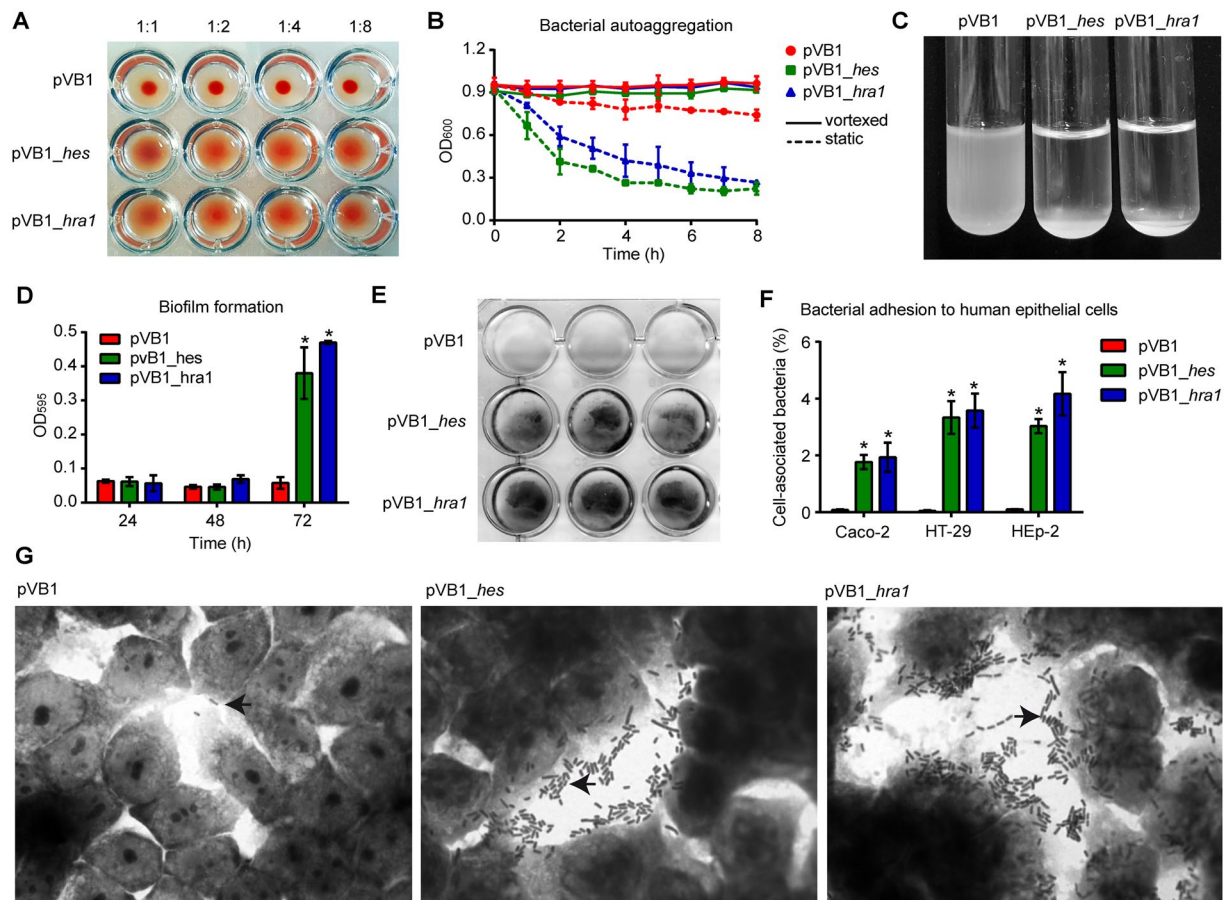 A
1:1 1:2 1:4 1:8
pVB1
pVB1_hes
pVB1_hra1
B
Bacterial autoaggregation
1.2
0.9
0.6
0.3
0.0
OD600
0 2 4 6 8
Time (h)
pVB1
pVB1_hes
pVB1_hra1
vortexed
static
C
pVB1 pVB1_hes pVB1_hra1
D
Biofilm formation
0.5
0.4
0.3
0.2
0.1
0.0
OD595
pVB1
pvB1_hes
pVB1_hra1
* *
24 48 72
Time (h)
E
pVB1
pVB1_hes
pVB1_hra1
F
Bacterial adhesion to human epithelial cells
Cell-asociated bacteria (%)
6
4
2
0
* * * * * *
Caco-2 HT-29 HEp-2
pVB1
pVB1_hes
pVB1_hra1
G
pVB1 pVB1_hes pVB1_hra1